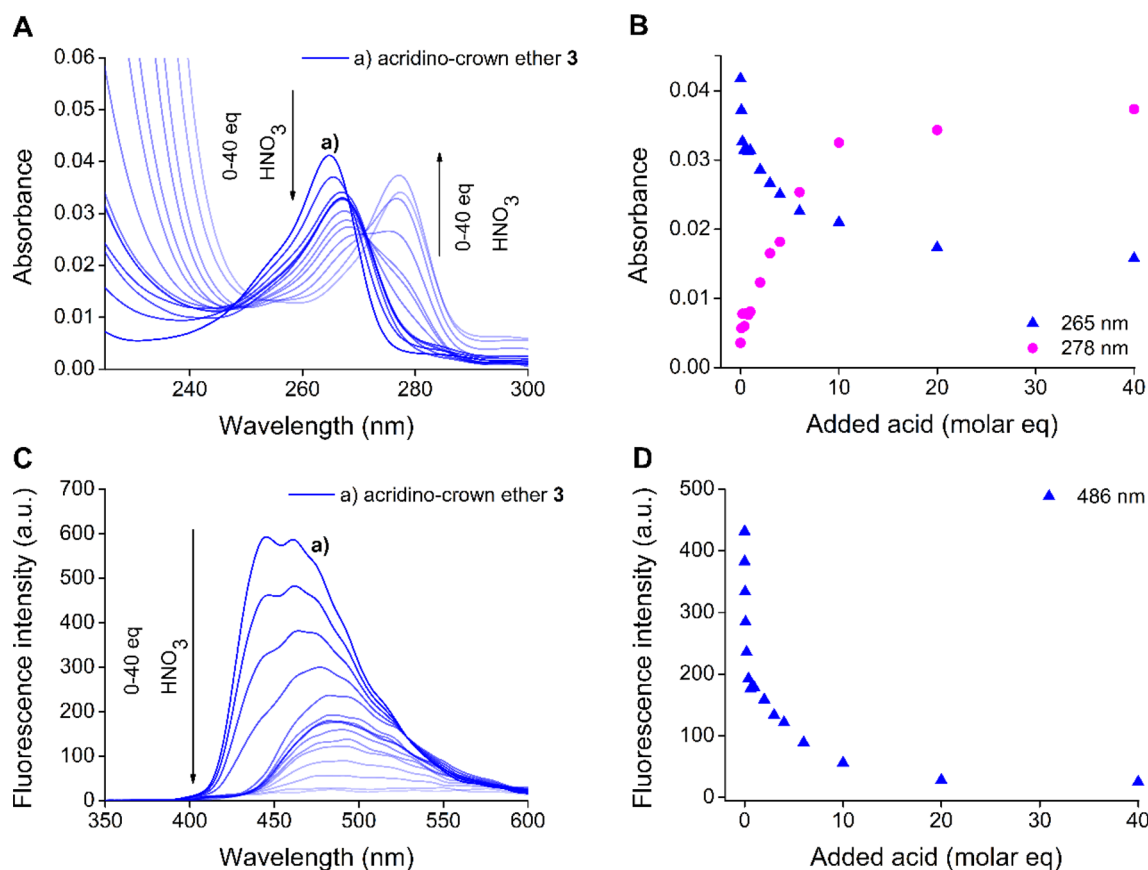 A
0.06
0.05
0.04
0.03
0.02
0.01
0.00
Absorbance
a) acridino-crown ether 3
0-40 eq
HNO3
a)
0-40 eq
HNO3
240 260 280 300
Wavelength (nm)
B
0.04
0.03
0.02
0.01
0.00
Absorbance
265 nm
278 nm
0 10 20 30 40
Added acid (molar eq)
C
700
600
500
400
300
200
100
0
Fluorescence intensity (a.u.)
a) acridino-crown ether 3
a)
0-40 eq
HNO3
350 400 450 500 550 600
Wavelength (nm)
D
500
400
300
200
100
0
Fluorescence intensity (a.u.)
486 nm
0 10 20 30 40
Added acid (molar eq)